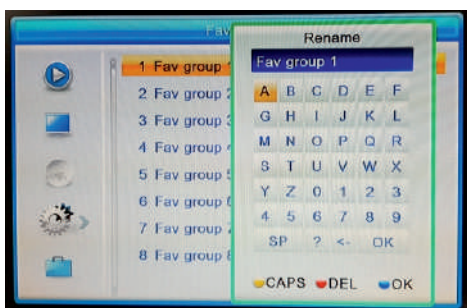 Fav
Rename
Fav group 1
1 Fav group
2 Fav group
3 Fav group
4 Fav group
5 Fav group
6 Fav group
7 Fav group
8 Fav group
A B C D E F
G H I J K L
M N O P Q R
S T U V W X
Y Z 0 1 2 3
4 5 6 7 8 9
SP ? <- OK
CAPS DEL OK